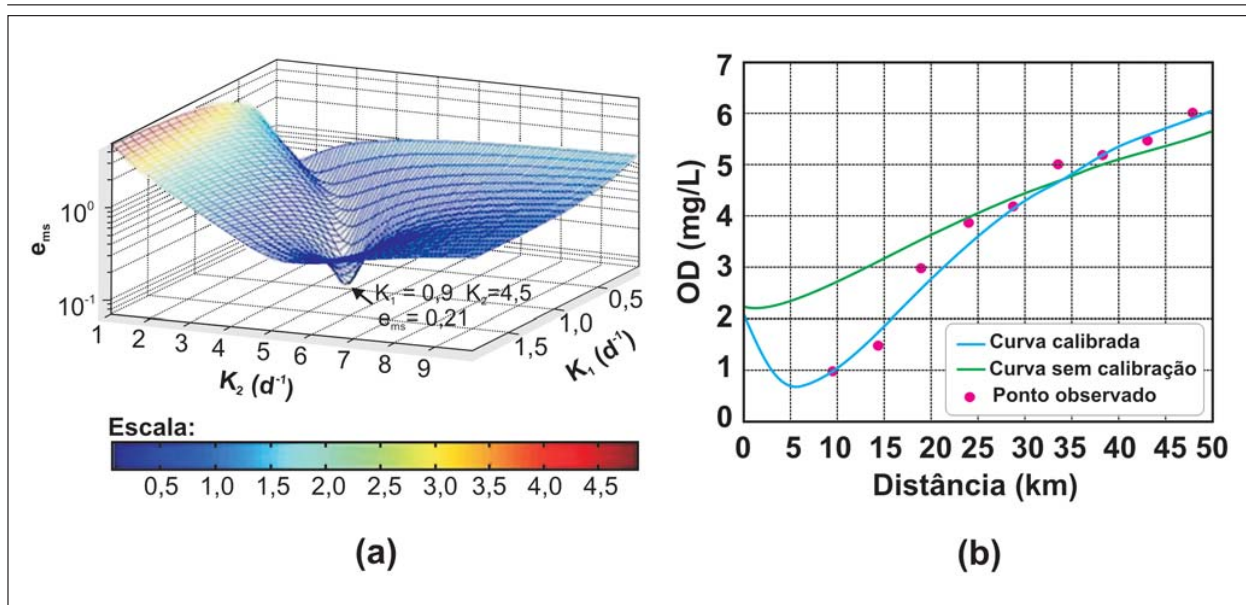 e_ms
10⁰
10⁻¹
K₁ = 0,9 K₂=4,5
e_ms = 0,21
1 2 3 4 5 6 7 8 9
K₂ (d⁻¹)
0,5
1,0
1,5
K₁ (d⁻¹)
Escala:
0,5 1,0 1,5 2,0 2,5 3,0 3,5 4,0 4,5
(a)
OD (mg/L)
7
6
5
4
3
2
1
0
Curva calibrada
Curva sem calibração
Ponto observado
0 5 10 15 20 25 30 35 40 45 50
Distância (km)
(b)